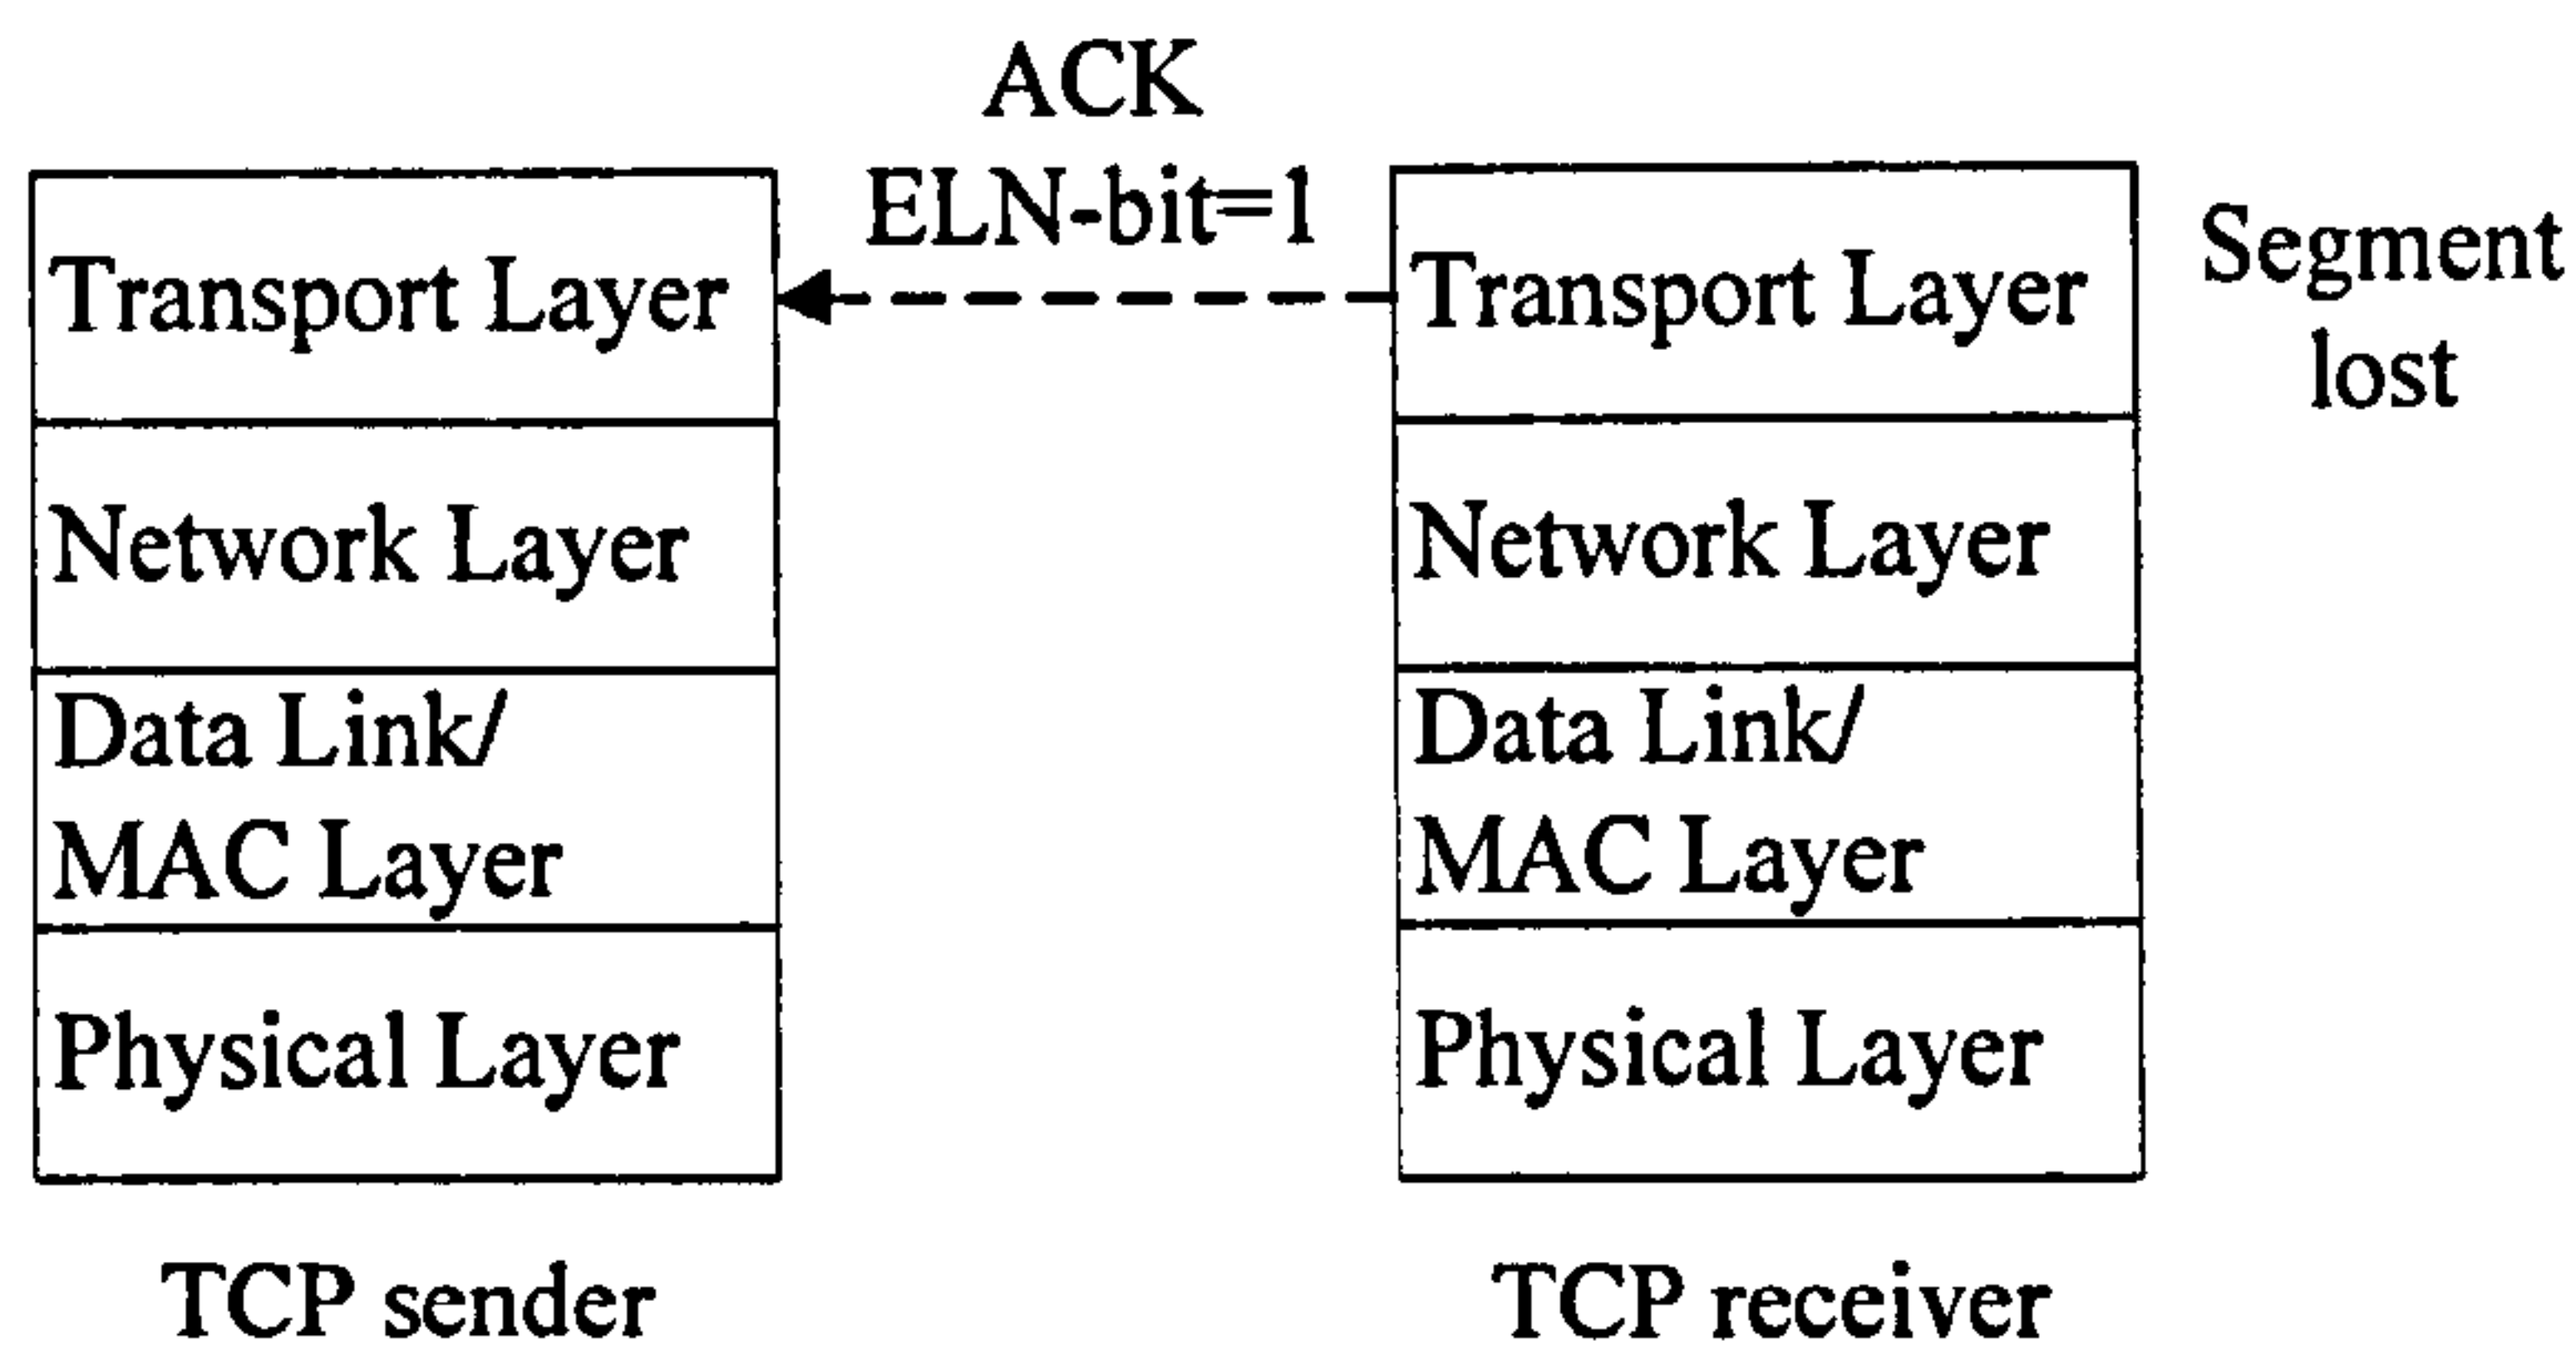 ACK
ELN-bit=1
Transport Layer
Network Layer
Data Link/
MAC Layer
Physical Layer
TCP sender
Transport Layer
Network Layer
Data Link/
MAC Layer
Physical Layer
TCP receiver
Segment
lost